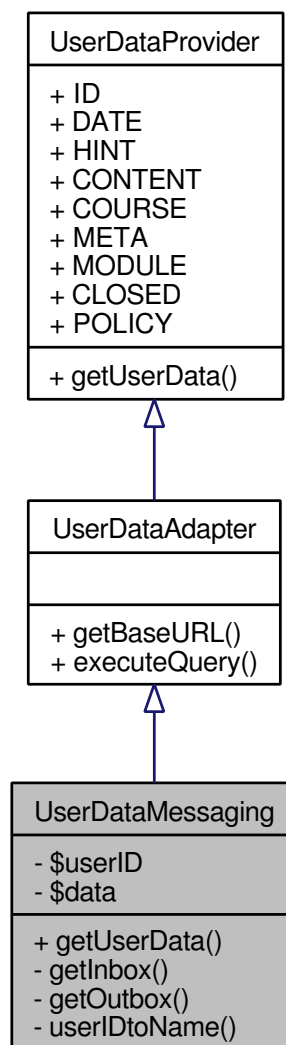 UserDataProvider
+ ID
+ DATE
+ HINT
+ CONTENT
+ COURSE
+ META
+ MODULE
+ CLOSED
+ POLICY
+ getUserData()
UserDataAdapter
+ getBaseURL()
+ executeQuery()
UserDataMessaging
- $userID
- $data
+ getUserData()
- getInbox()
- getOutbox()
- userIDtoName()